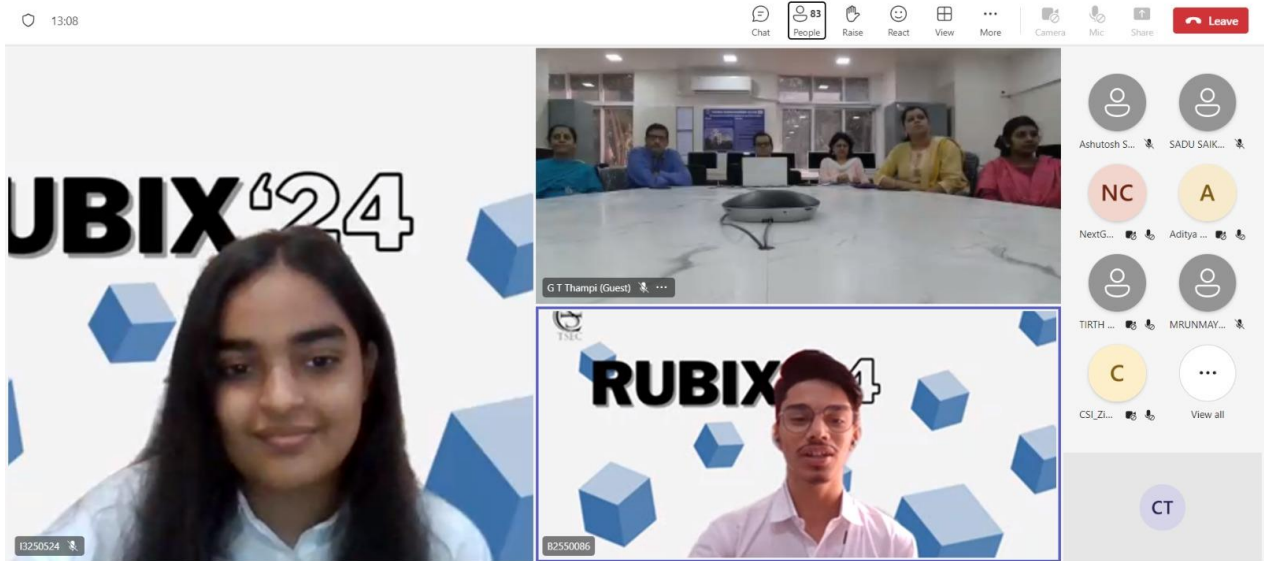 13:08
83
Chat
People
Raise
React
View
More
Camera
Mic
Share
Leave
UBIX‘24
I3250524
G T Thampi (Guest)
TSEC
RUBIX 4
B2550086
Ashutosh S...
SADU SAIK...
NC
A
NextG...
Aditya ...
TIRTH ...
MRUNMAY...
C
CSI_Zi...
View all
CT